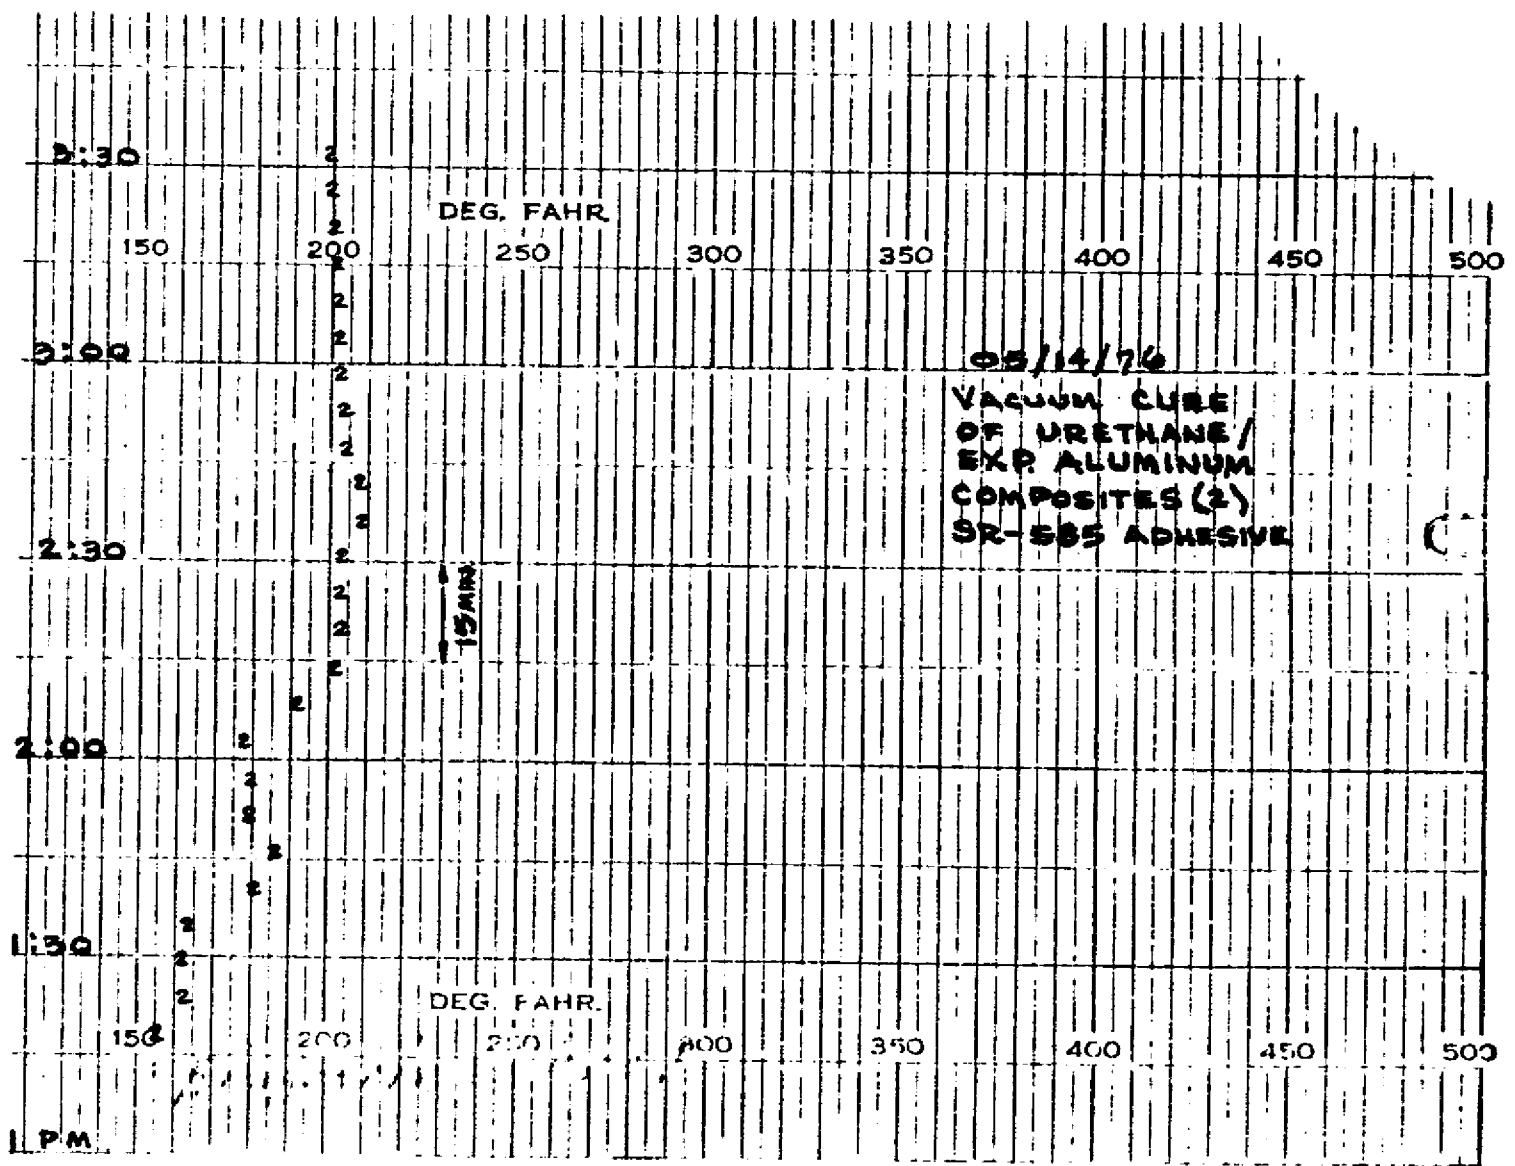 3:30
DEG. FAHR.
150 200 250 300 350 400 450 500
3:00
05/14/76
VACUUM CURE
OF URETHANE/
EXP. ALUMINUM
COMPOSITES (2)
SR-585 ADHESIVE
2:30
15 MIN.
2:00
1:30
DEG. FAHR.
150 200 250 300 350 400 450 500
1 PM